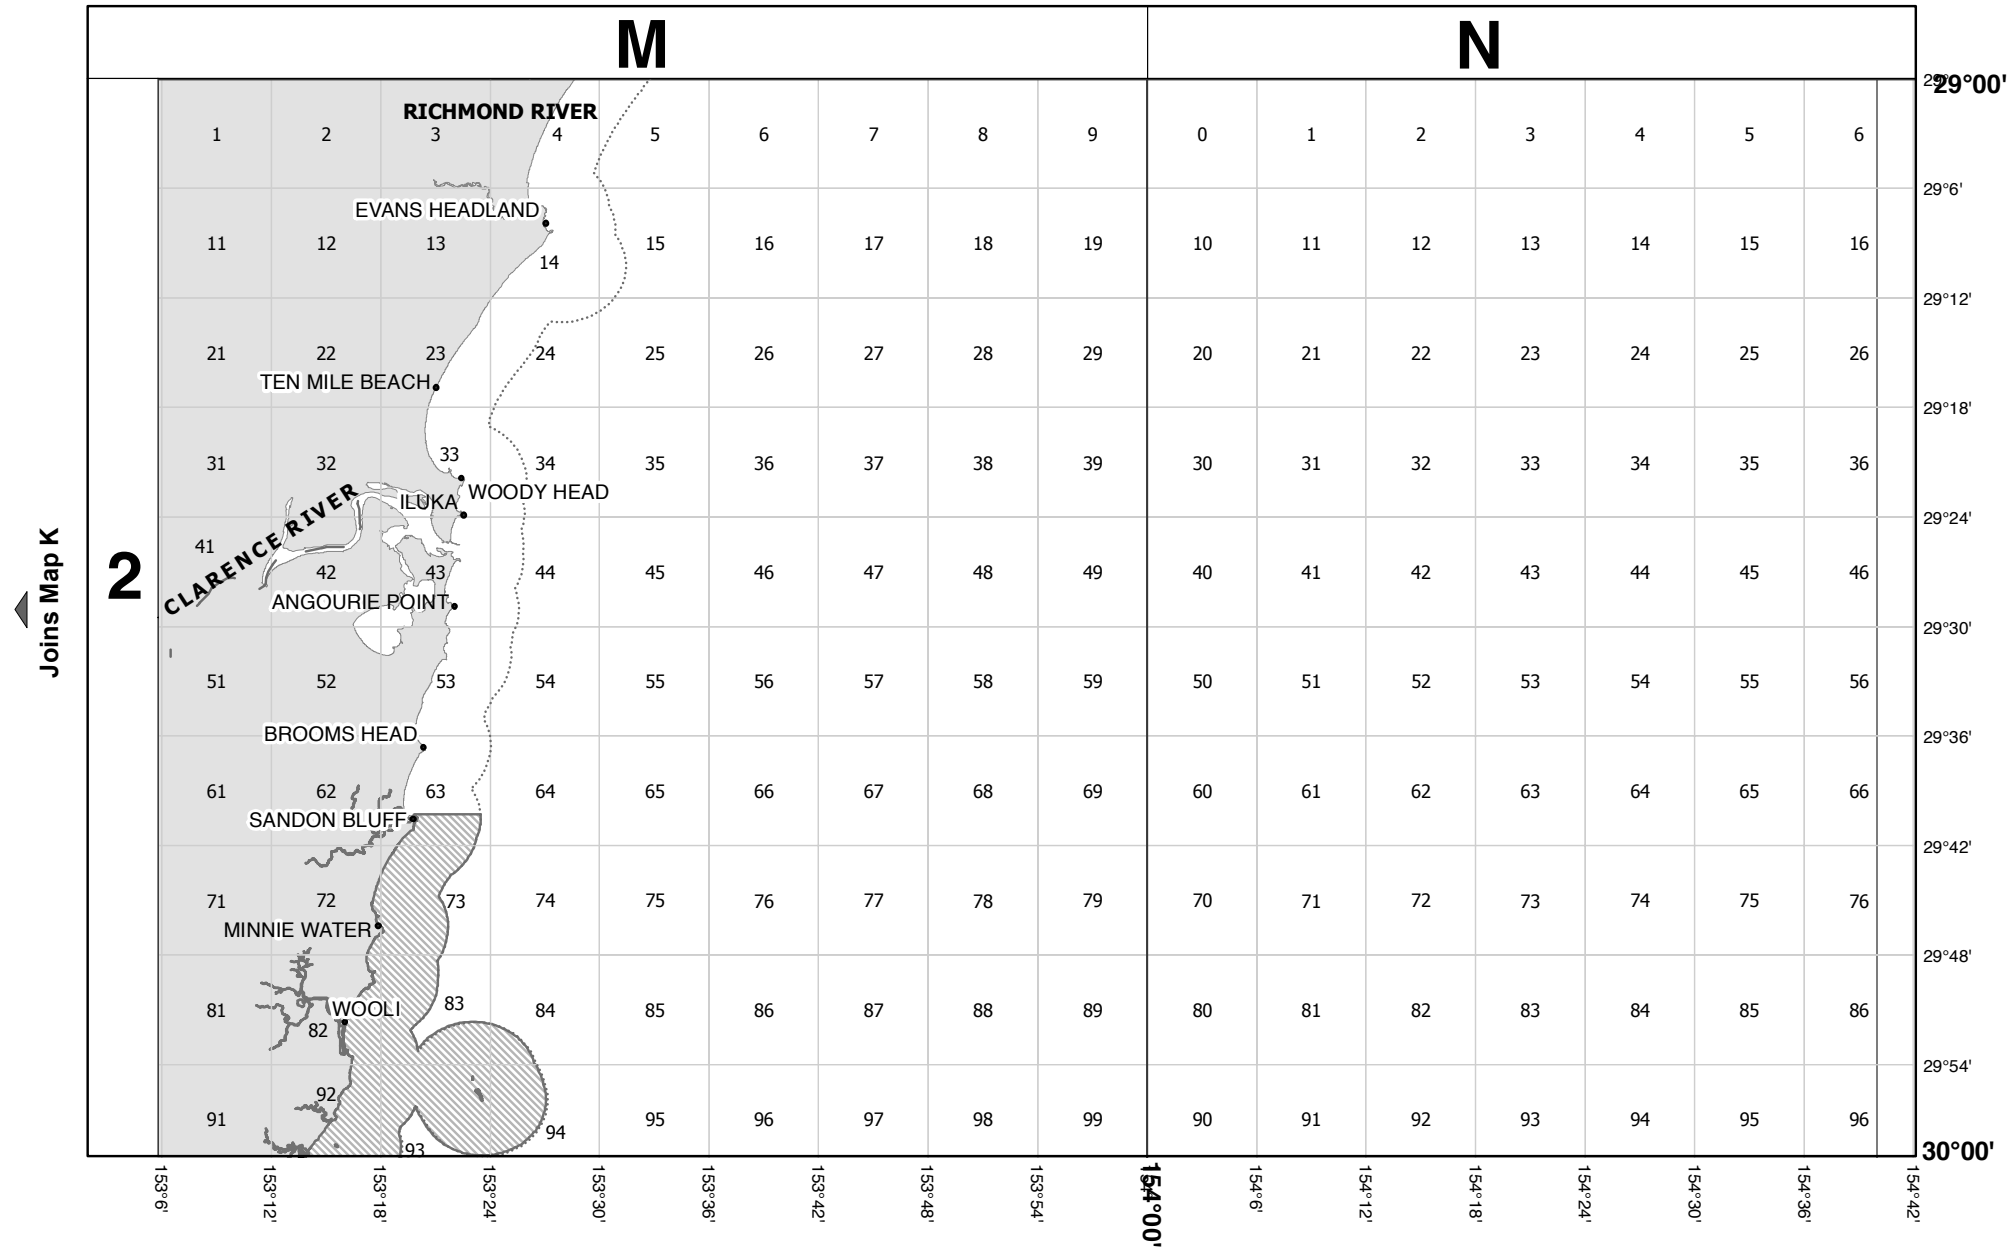 M N
29° 29°00'
RICHMOND RIVER
1 2 3 4 5 6 7 8 9 0 1 2 3 4 5 6
29°6'
EVANS HEADLAND
11 12 13 14 15 16 17 18 19 10 11 12 13 14 15 16
29°12'
21 22 23 24 25 26 27 28 29 20 21 22 23 24 25 26
TEN MILE BEACH
29°18'
31 32 33 34 35 36 37 38 39 30 31 32 33 34 35 36
WOODY HEAD
ILUKA
29°24'
CLARENCE RIVER
Joins Map K
2
41 42 43 44 45 46 47 48 49 40 41 42 43 44 45 46
ANGOURIE POINT
29°30'
51 52 53 54 55 56 57 58 59 50 51 52 53 54 55 56
BROOMS HEAD
29°36'
61 62 63 64 65 66 67 68 69 60 61 62 63 64 65 66
SANDON BLUFF
29°42'
71 72 73 74 75 76 77 78 79 70 71 72 73 74 75 76
MINNIE WATER
29°48'
81 82 83 84 85 86 87 88 89 80 81 82 83 84 85 86
WOOLI
29°54'
91 92 93 94 95 96 97 98 99 90 91 92 93 94 95 96
30°00'
153°6' 153°12' 153°18' 153°24' 153°30' 153°36' 153°42' 153°48' 153°54' 154°00' 154°6' 154°12' 154°18' 154°24' 154°30' 154°36' 154°42'